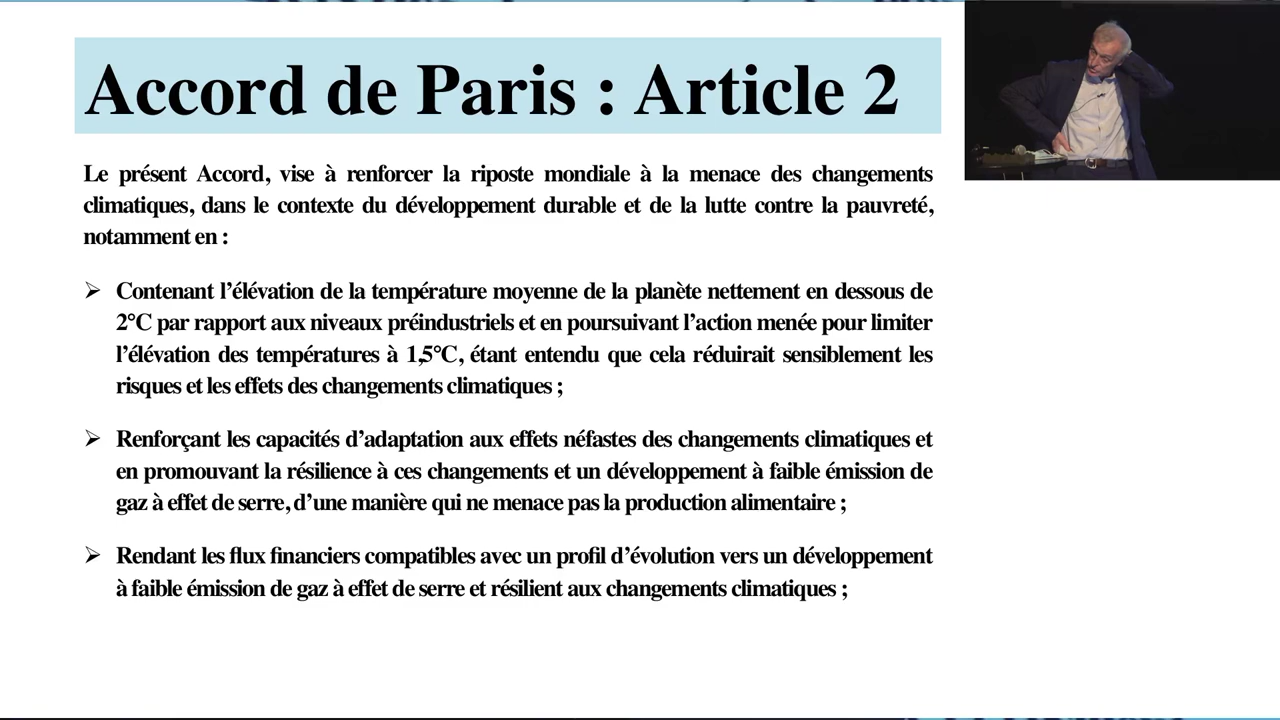 Accord de Paris : Article 2
Le présent Accord, vise à renforcer la riposte mondiale à la menace des changements
climatiques, dans le contexte du développement durable et de la lutte contre la pauvreté,
notamment en :
➢ Contenant l’élévation de la température moyenne de la planète nettement en dessous de
2°C par rapport aux niveaux préindustriels et en poursuivant l’action menée pour limiter
l’élévation des températures à 1,5°C, étant entendu que cela réduirait sensiblement les
risques et les effets des changements climatiques ;
➢ Renforçant les capacités d’adaptation aux effets néfastes des changements climatiques et
en promouvant la résilience à ces changements et un développement à faible émission de
gaz à effet de serre, d’une manière qui ne menace pas la production alimentaire ;
➢ Rendant les flux financiers compatibles avec un profil d’évolution vers un développement
à faible émission de gaz à effet de serre et résilient aux changements climatiques ;